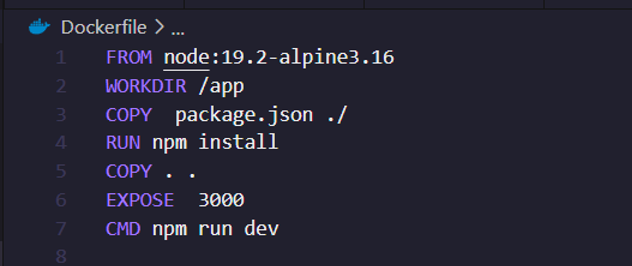 Dockerfile > ...
1 FROM node:19.2-alpine3.16
2 WORKDIR /app
3 COPY  package.json ./
4 RUN npm install
5 COPY . .
6 EXPOSE  3000
7 CMD npm run dev
8